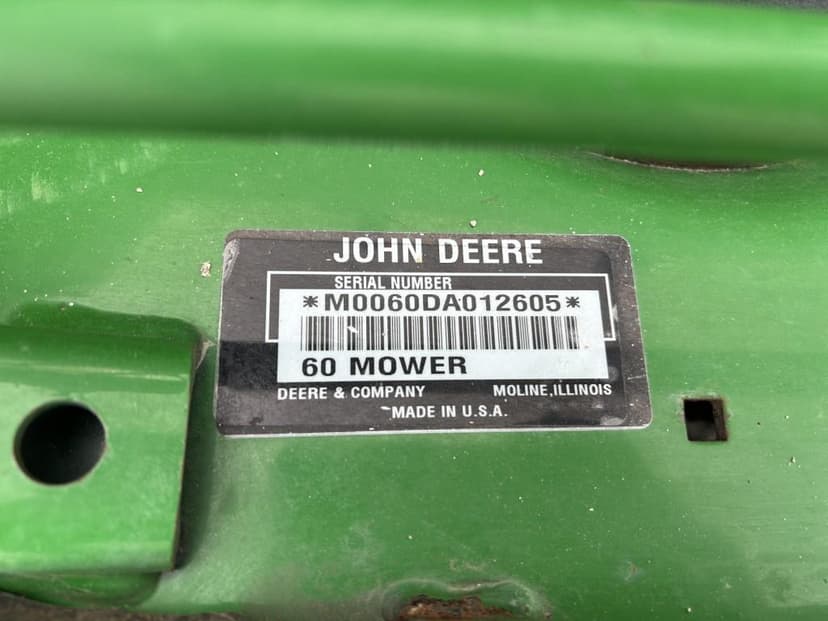 JOHN DEERE
SERIAL NUMBER
*M0060DA012605*
60 MOWER
DEERE & COMPANY MOLINE, ILLINOIS
MADE IN U.S.A.